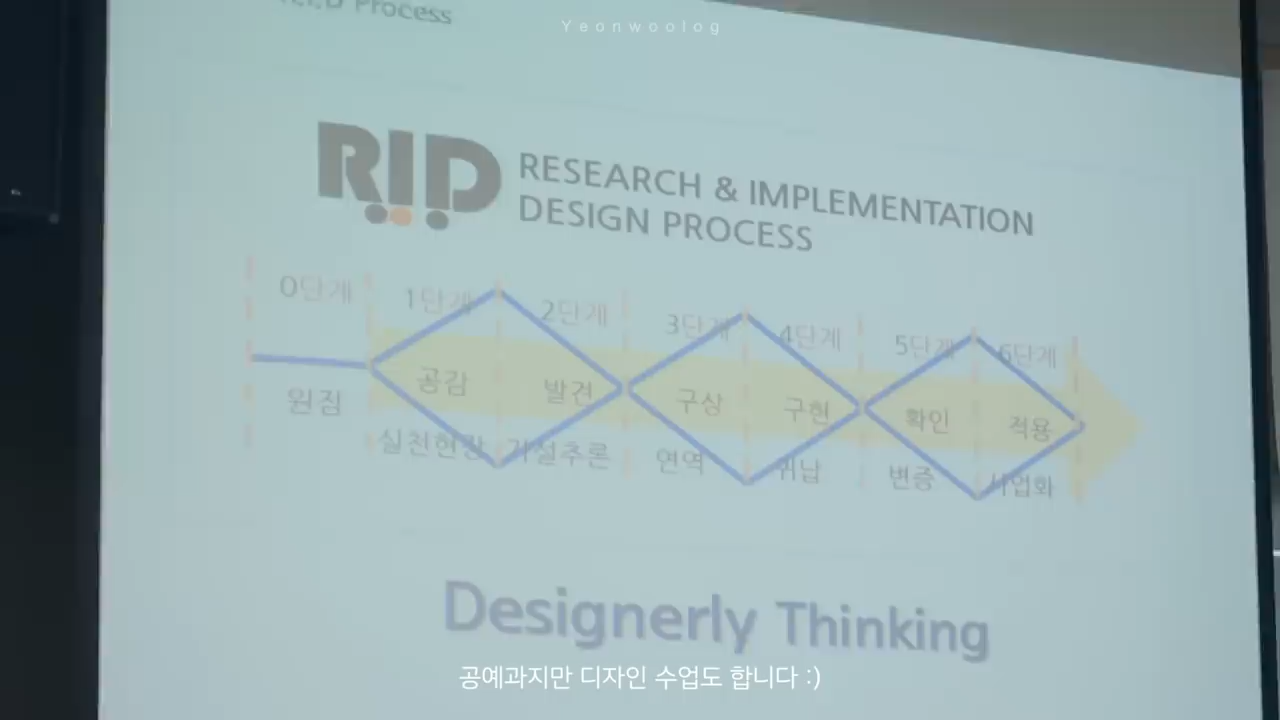 Process
Yeonwoolog
RID
RESEARCH & IMPLEMENTATION
DESIGN PROCESS
0단계 1단계 2단계 3단계 4단계 5단계 6단계
원점 공감 발견 구상 구현 확인 적용
실천현장 가설추론 연역 귀납 변증 사업화
Designerly Thinking
공예과지만 디자인 수업도 합니다 :)